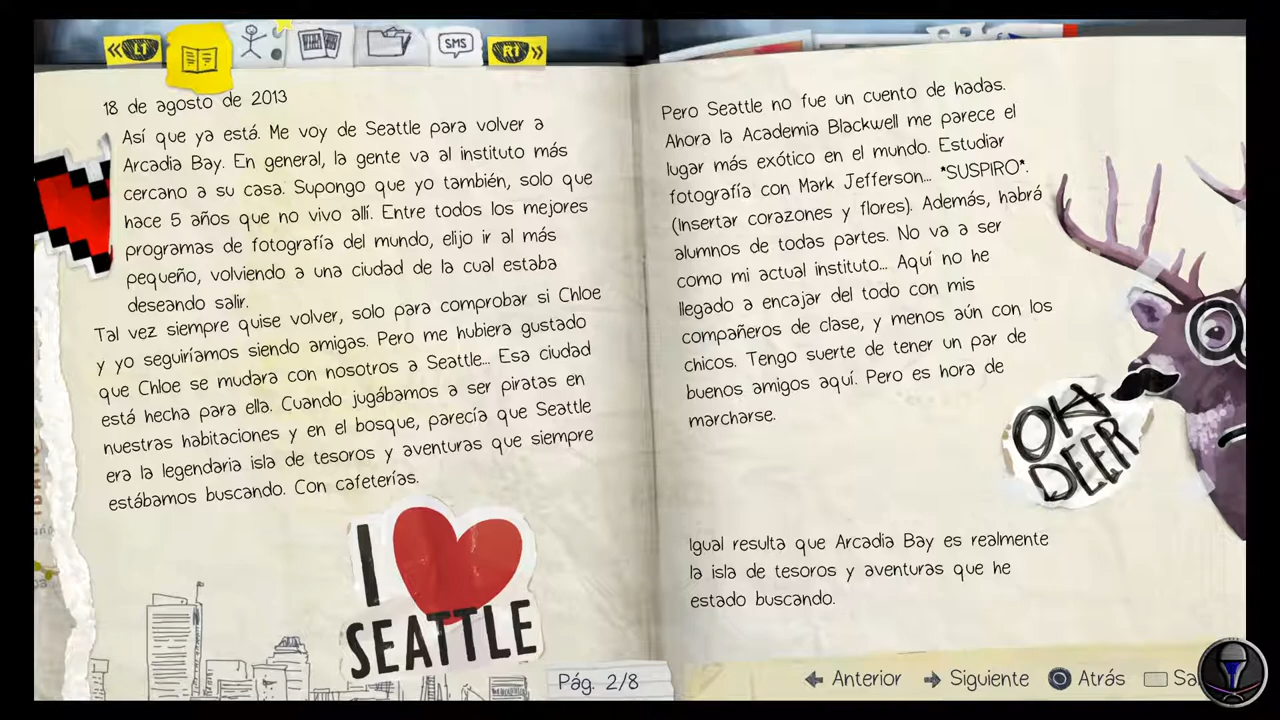 L1
SMS
R1
18 de agosto de 2013
Así que ya está. Me voy de Seattle para volver a
Arcadia Bay. En general, la gente va al instituto más
cercano a su casa. Supongo que yo también, solo que
hace 5 años que no vivo allí. Entre todos los mejores
programas de fotografía del mundo, elijo ir al más
pequeño, volviendo a una ciudad de la cual estaba
deseando salir.
Tal vez siempre quise volver, solo para comprobar si Chloe
y yo seguiríamos siendo amigas. Pero me hubiera gustado
que Chloe se mudara con nosotros a Seattle... Esa ciudad
está hecha para ella. Cuando jugábamos a ser piratas en
nuestras habitaciones y en el bosque, parecía que Seattle
era la legendaria isla de tesoros y aventuras que siempre
estábamos buscando. Con cafeterías.
I
SEATTLE
Pág. 2/8
Pero Seattle no fue un cuento de hadas.
Ahora la Academia Blackwell me parece el
lugar más exótico en el mundo. Estudiar
fotografía con Mark Jefferson... *SUSPIRO*.
(Insertar corazones y flores). Además, habrá
alumnos de todas partes. No va a ser
como mi actual instituto... Aquí no he
llegado a encajar del todo con mis
compañeros de clase, y menos aún con los
chicos. Tengo suerte de tener un par de
buenos amigos aquí. Pero es hora de
marcharse.
OH
DEER
Igual resulta que Arcadia Bay es realmente
la isla de tesoros y aventuras que he
estado buscando.
Anterior
Siguiente
Atrás